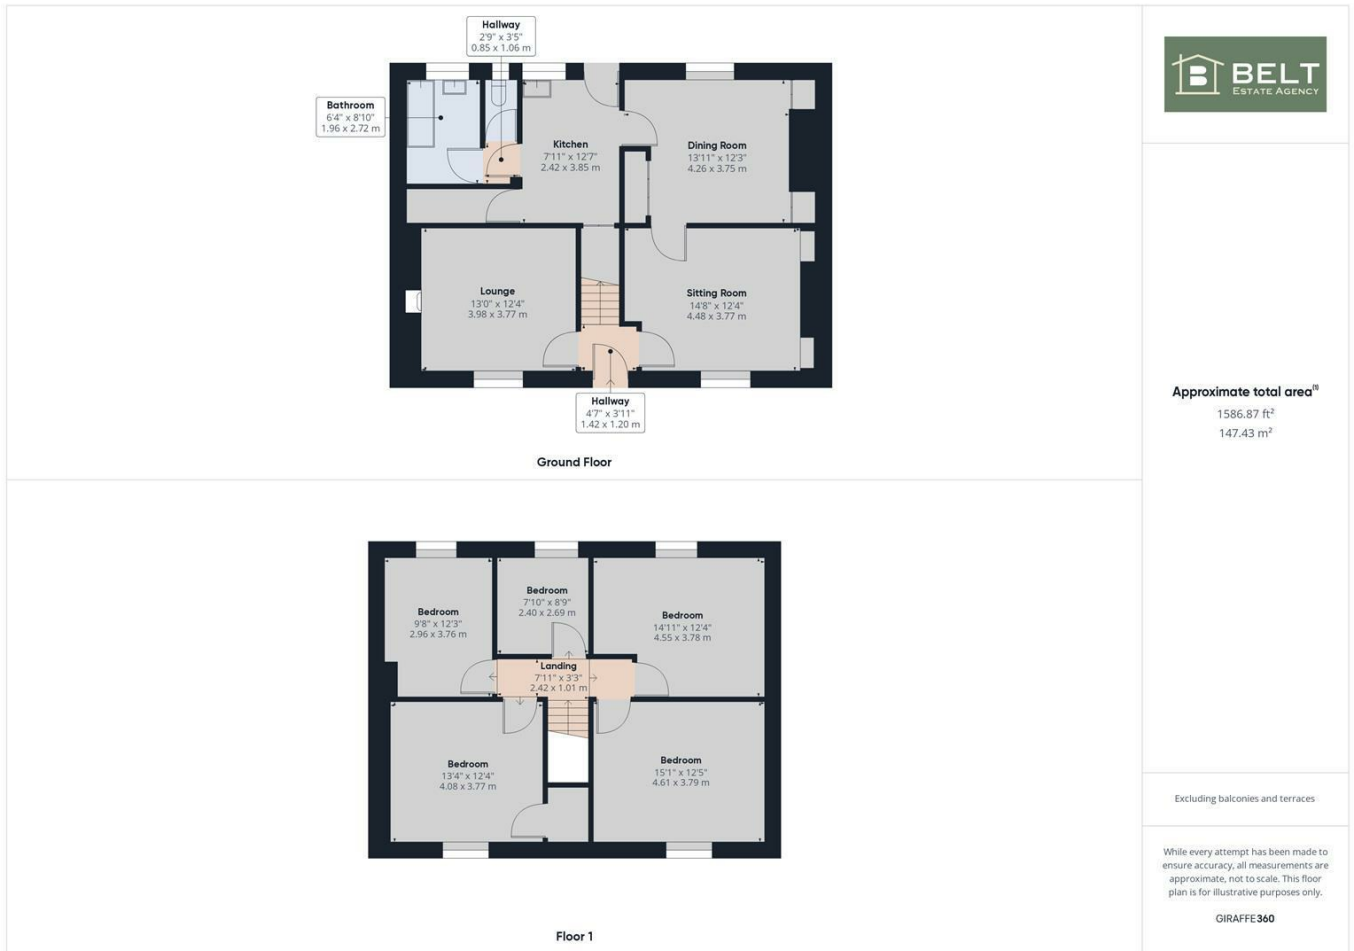 Hallway
2'9" x 3'5"
0.85 x 1.06 m
Bathroom
6'4" x 8'10"
1.96 x 2.72 m
Kitchen
7'11" x 12'7"
2.42 x 3.85 m
Dining Room
13'11" x 12'3"
4.26 x 3.75 m
Lounge
13'0" x 12'4"
3.98 x 3.77 m
Sitting Room
14'8" x 12'4"
4.48 x 3.77 m
Hallway
4'7" x 3'11"
1.42 x 1.20 m
Ground Floor
Bedroom
9'8" x 12'3"
2.96 x 3.76 m
Bedroom
7'10" x 8'9"
2.40 x 2.69 m
Bedroom
14'11" x 12'4"
4.55 x 3.78 m
Landing
7'11" x 3'3"
2.42 x 1.01 m
Bedroom
13'4" x 12'4"
4.08 x 3.77 m
Bedroom
15'1" x 12'5"
4.61 x 3.79 m
Floor 1
B BELT
ESTATE AGENCY
Approximate total area(1)
1586.87 ft²
147.43 m²
Excluding balconies and terraces
While every attempt has been made to
ensure accuracy, all measurements are
approximate, not to scale. This floor
plan is for illustrative purposes only.
GIRAFFE360